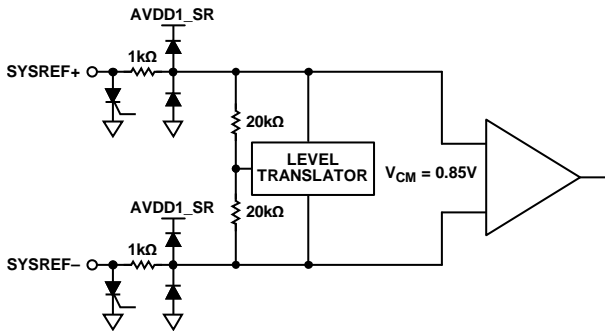 AVDD1_SR
1kΩ
SYSREF+
20kΩ
LEVEL
TRANSLATOR
VCM = 0.85V
20kΩ
AVDD1_SR
1kΩ
SYSREF–